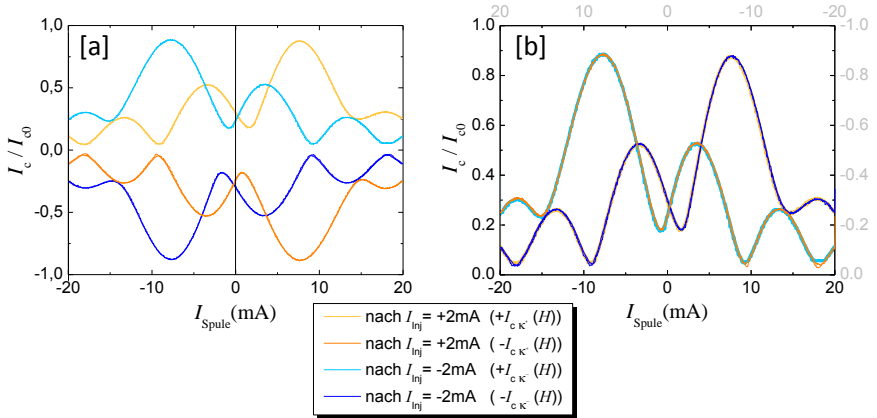 [a]
1,0
0,5
0,0
-0,5
-1,0
I_c / I_c0
-20 -10 0 10 20
I_Spule (mA)
20 10 0 -10 -20
[b]
1.0
0.8
0.6
0.4
0.2
0.0
I_c / I_c0
-1.0
-0.8
-0.6
-0.4
-0.2
-0.0
-20 -10 0 10 20
I_Spule (mA)
nach I_Inj = +2mA (+I_c κ- (H))
nach I_Inj = +2mA ( -I_c κ- (H))
nach I_Inj = -2mA (+I_c κ- (H))
nach I_Inj = -2mA ( -I_c κ- (H))